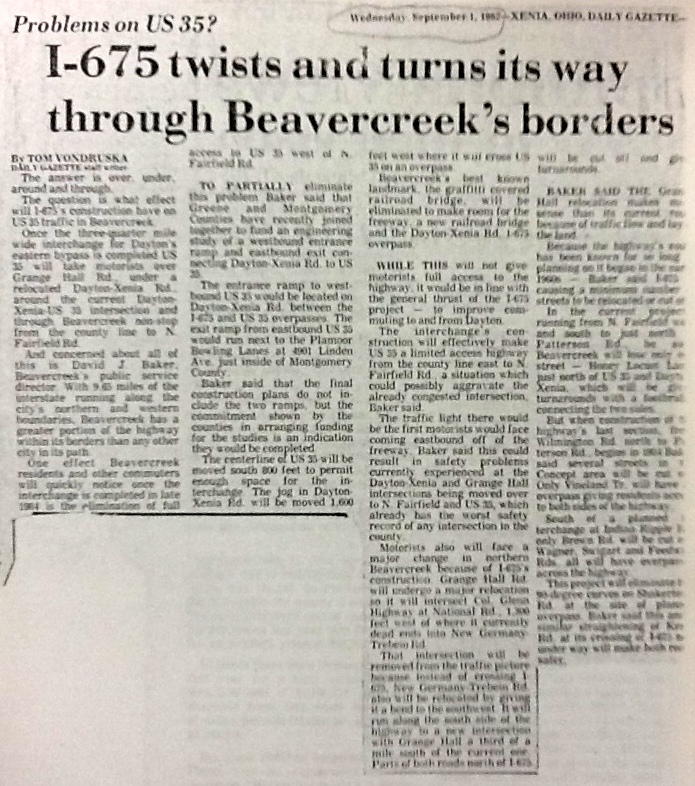 Problems on US 35?
Wednesday, September 1, 1982—XENIA, OHIO, DAILY GAZETTE—
I-675 twists and turns its way
through Beavercreek's borders
By TOM VONDRUSKA
DAILY GAZETTE staff writer
The answer is over, under,
around and through.
The question is what effect
will I-675's construction have on
US 35 traffic in Beavercreek.
Once the three-quarter mile
wide interchange for Dayton's
eastern bypass is completed US
35 will take motorists over
Grange Hall Rd., under a
relocated Dayton-Xenia Rd.,
around the current Dayton-
Xenia-US 35 intersection and
through Beavercreek non-stop
from the county line to N.
Fairfield Rd.
And concerned about all of
this is David J. Baker,
Beavercreek's public service
director. With 9.65 miles of the
interstate running along the
city's northern and western
boundaries, Beavercreek has a
greater portion of the highway
within its borders than any other
city in its path.
One effect Beavercreek
residents and other commuters
will quickly notice once the
interchange is completed in late
1984 is the elimination of full
access to US 35 west of N.
Fairfield Rd.
TO PARTIALLY eliminate
this problem Baker said that
Greene and Montgomery
Counties have recently joined
together to fund an engineering
study of a westbound entrance
ramp and eastbound exit con-
necting Dayton-Xenia Rd. to US
35.
The entrance ramp to west-
bound US 35 would be located on
Dayton-Xenia Rd. between the
I-675 and US 35 overpasses. The
exit ramp from eastbound US 35
would run next to the Plamoor
Bowling Lanes at 4901 Linden
Ave. just inside of Montgomery
County.
Baker said that the final
construction plans do not in-
clude the two ramps, but the
commitment shown by the
counties in arranging funding
for the studies is an indication
they would be completed.
The centerline of US 35 will be
moved south 800 feet to permit
enough space for the in-
terchange. The jog in Dayton-
Xenia Rd. will be moved 1,600
feet west where it will cross US
35 on an overpass.
Beavercreek's best known
landmark, the graffiti covered
railroad bridge, will be
eliminated to make room for the
freeway, a new railroad bridge
and the Dayton-Xenia Rd. I-675
overpass.
WHILE THIS will not give
motorists full access to the
highway, it would be in line with
the general thrust of the I-675
project — to improve com-
muting to and from Dayton.
The interchange's con-
struction will effectively make
US 35 a limited access highway
from the county line east to N.
Fairfield Rd., a situation which
could possibly aggravate the
already congested intersection,
Baker said.
The traffic light there would
be the first motorists would face
coming eastbound off of the
freeway. Baker said this could
result in safety problems
currently experienced at the
Dayton-Xenia and Grange Hall
intersections being moved over
to N. Fairfield and US 35, which
already has the worst safety
record of any intersection in the
county.
Motorists also will face a
major change in northern
Beavercreek because of I-675's
construction. Grange Hall Rd.
will undergo a major relocation
so it will intersect Col. Glenn
Highway at National Rd., 1,300
feet west of where it currently
dead ends into New Germany-
Trebein Rd.
That intersection will be
removed from the traffic picture
because instead of crossing I-
675, New Germany-Trebein Rd.
also will be relocated by giving
it a bend to the southwest. It will
run along the south side of the
highway to a new intersection
with Grange Hall a third of a
mile south of the current one.
Parts of both roads north of I-675
will be cut off and
turnarounds.
BAKER SAID THE
Hall relocation makes
sense than its current
because of traffic flow and
the land.
Because the highway's
has been known for so long
planning on it began in the
1960s — Baker said I-675
causing a minimum number
streets to be relocated or cut
In the current project
running from N. Fairfield
and south to just north
Patterson Rd.,
Beavercreek will
street — Honey Locust
just north of US 35 and
Xenia, which will be
turnarounds with a
connecting the two
But when construction
highway's last section,
Wilmington Rd. north to
terson Rd., begins in 1984
said several streets in
Concept area will be cut
Only Vineland Tr. will have
overpass giving residents
to both sides of the highway.
South of a planned
terchange at Indian Ripple
only Brown Rd. will be cut
Wagner, Swigart and
Rds. all will have
across the highway.
This project will eliminate
90-degree curves on
Rd. at the site of
overpass. Baker said
similar straightening of
Rd. at its crossing of I-675
under way will make both
safer.